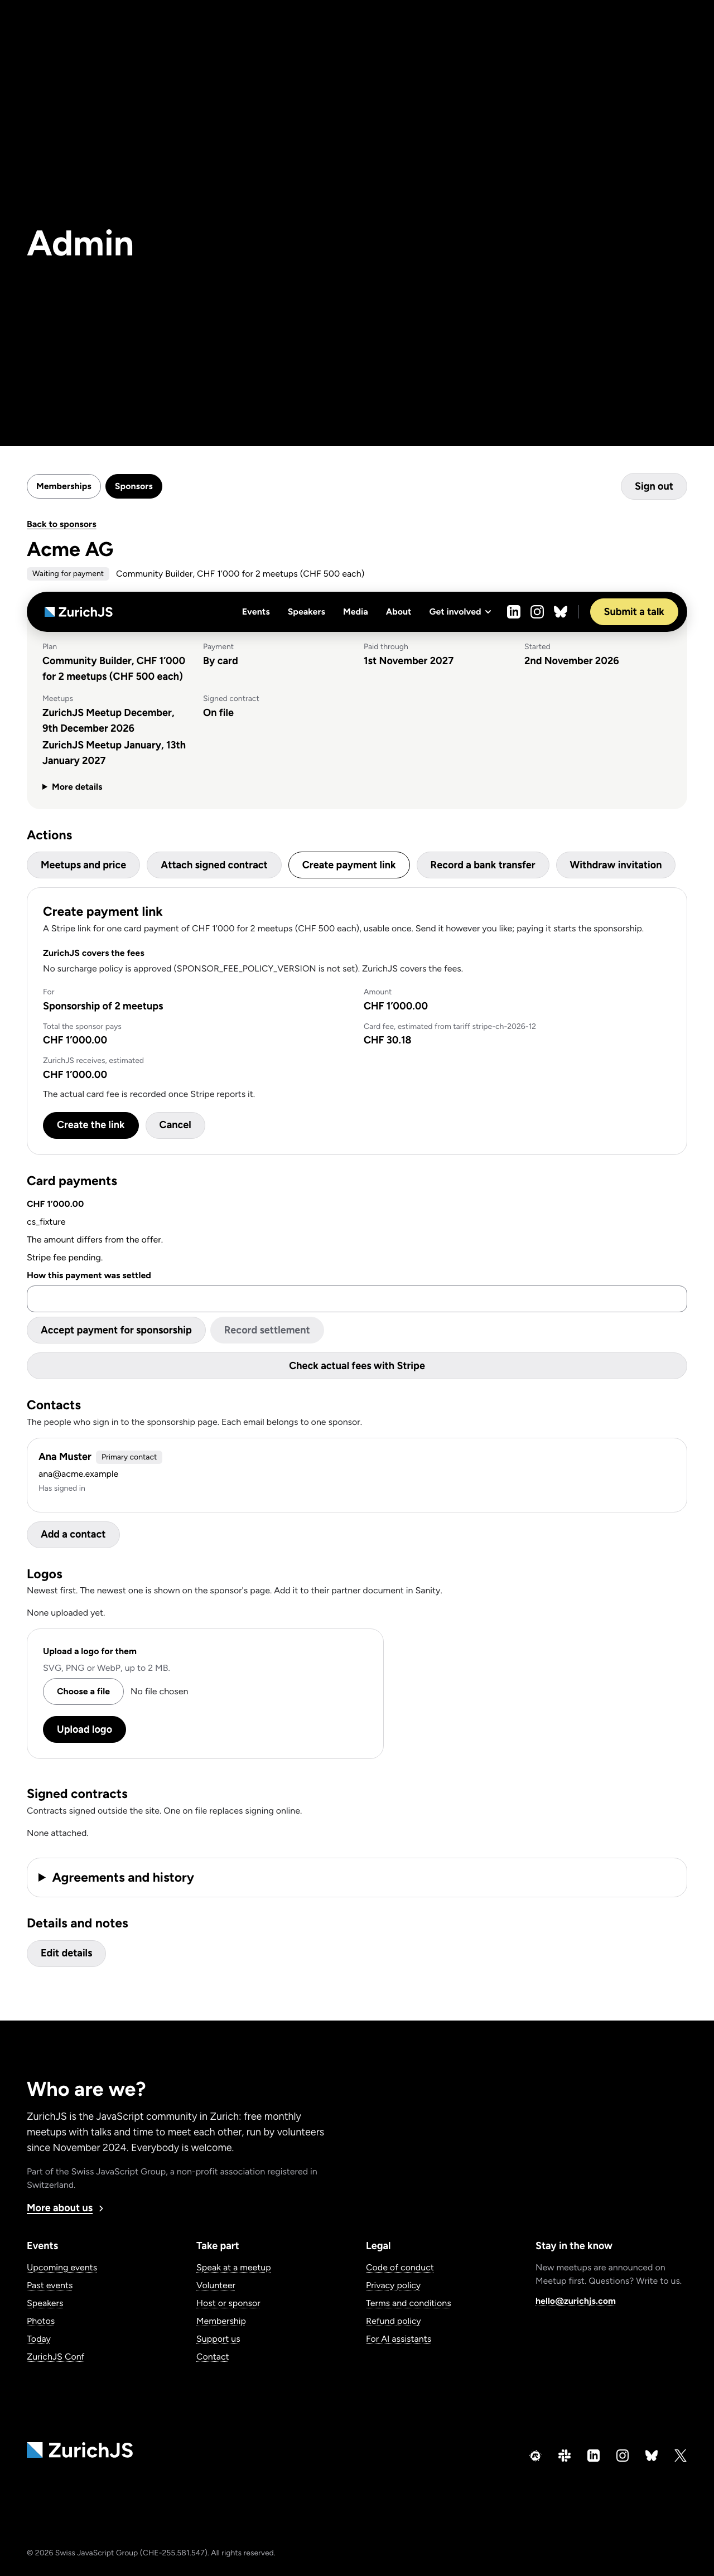 Admin
Memberships
Sponsors
Sign out
Back to sponsors
Acme AG
Waiting for payment
Community Builder, CHF 1’000 for 2 meetups (CHF 500 each)
ZurichJS
Events
Speakers
Media
About
Get involved
Submit a talk
Plan
Community Builder, CHF 1’000
for 2 meetups (CHF 500 each)
Payment
By card
Paid through
1st November 2027
Started
2nd November 2026
Meetups
ZurichJS Meetup December,
9th December 2026
ZurichJS Meetup January, 13th
January 2027
Signed contract
On file
More details
Actions
Meetups and price
Attach signed contract
Create payment link
Record a bank transfer
Withdraw invitation
Create payment link
A Stripe link for one card payment of CHF 1’000 for 2 meetups (CHF 500 each), usable once. Send it however you like; paying it starts the sponsorship.
ZurichJS covers the fees
No surcharge policy is approved (SPONSOR_FEE_POLICY_VERSION is not set). ZurichJS covers the fees.
For
Sponsorship of 2 meetups
Amount
CHF 1’000.00
Total the sponsor pays
CHF 1’000.00
Card fee, estimated from tariff stripe-ch-2026-12
CHF 30.18
ZurichJS receives, estimated
CHF 1’000.00
The actual card fee is recorded once Stripe reports it.
Create the link
Cancel
Card payments
CHF 1’000.00
cs_fixture
The amount differs from the offer.
Stripe fee pending.
How this payment was settled
Accept payment for sponsorship
Record settlement
Check actual fees with Stripe
Contacts
The people who sign in to the sponsorship page. Each email belongs to one sponsor.
Ana Muster
Primary contact
ana@acme.example
Has signed in
Add a contact
Logos
Newest first. The newest one is shown on the sponsor's page. Add it to their partner document in Sanity.
None uploaded yet.
Upload a logo for them
SVG, PNG or WebP, up to 2 MB.
Choose a file
No file chosen
Upload logo
Signed contracts
Contracts signed outside the site. One on file replaces signing online.
None attached.
Agreements and history
Details and notes
Edit details
Who are we?
ZurichJS is the JavaScript community in Zurich: free monthly
meetups with talks and time to meet each other, run by volunteers
since November 2024. Everybody is welcome.
Part of the Swiss JavaScript Group, a non-profit association registered in
Switzerland.
More about us
Events
Upcoming events
Past events
Speakers
Photos
Today
ZurichJS Conf
Take part
Speak at a meetup
Volunteer
Host or sponsor
Membership
Support us
Contact
Legal
Code of conduct
Privacy policy
Terms and conditions
Refund policy
For AI assistants
Stay in the know
New meetups are announced on
Meetup first. Questions? Write to us.
hello@zurichjs.com
ZurichJS
© 2026 Swiss JavaScript Group (CHE-255.581.547). All rights reserved.